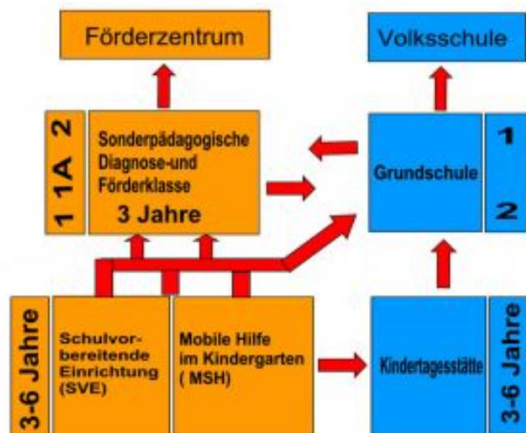 Förderzentrum
Volksschule
1 1A 2
Sonderpädagogische
Diagnose-und
Förderklasse
3 Jahre
Grundschule
1
2
3-6 Jahre
Schulvor-
bereitende
Einrichtung
(SVE)
Mobile Hilfe
im Kindergarten
( MSH)
Kindertagesstätte
3-6 Jahre